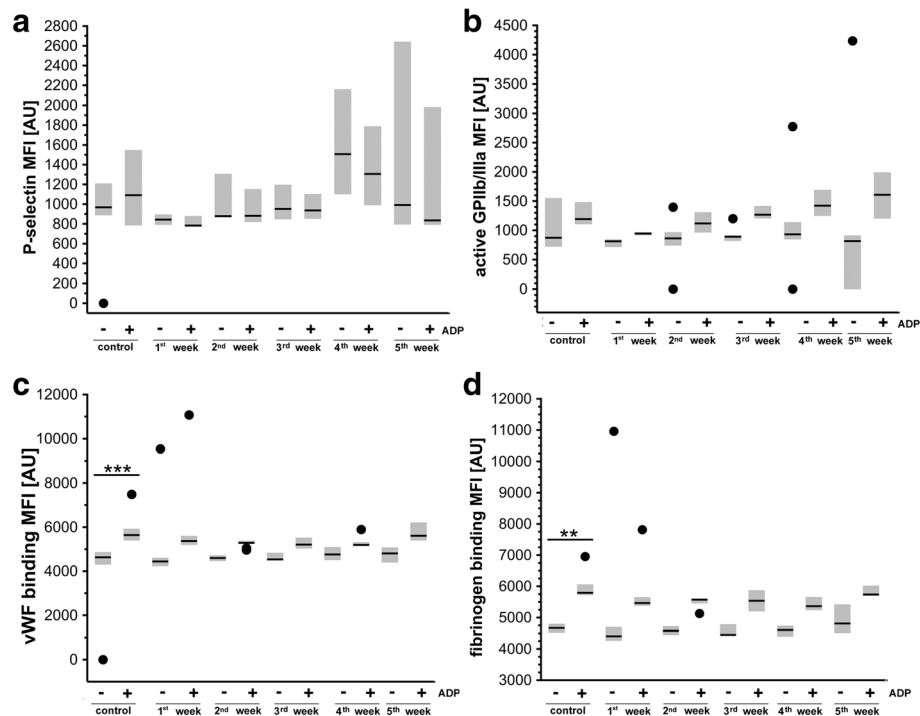 a
P-selectin MFI [AU]
2800
2600
2400
2200
2000
1800
1600
1400
1200
1000
800
600
400
200
0
- + - + - + - + - + - + ADP
control 1st week 2nd week 3rd week 4th week 5th week
b
active GPIIb/IIIa MFI [AU]
4500
4000
3500
3000
2500
2000
1500
1000
500
0
- + - + - + - + - + - + ADP
control 1st week 2nd week 3rd week 4th week 5th week
c
vWF binding MFI [AU]
12000
10000
8000
6000
4000
2000
0
***
- + - + - + - + - + - + ADP
control 1st week 2nd week 3rd week 4th week 5th week
d
fibrinogen binding MFI [AU]
12000
11000
10000
9000
8000
7000
6000
5000
4000
3000
**
- + - + - + - + - + - + ADP
control 1st week 2nd week 3rd week 4th week 5th week